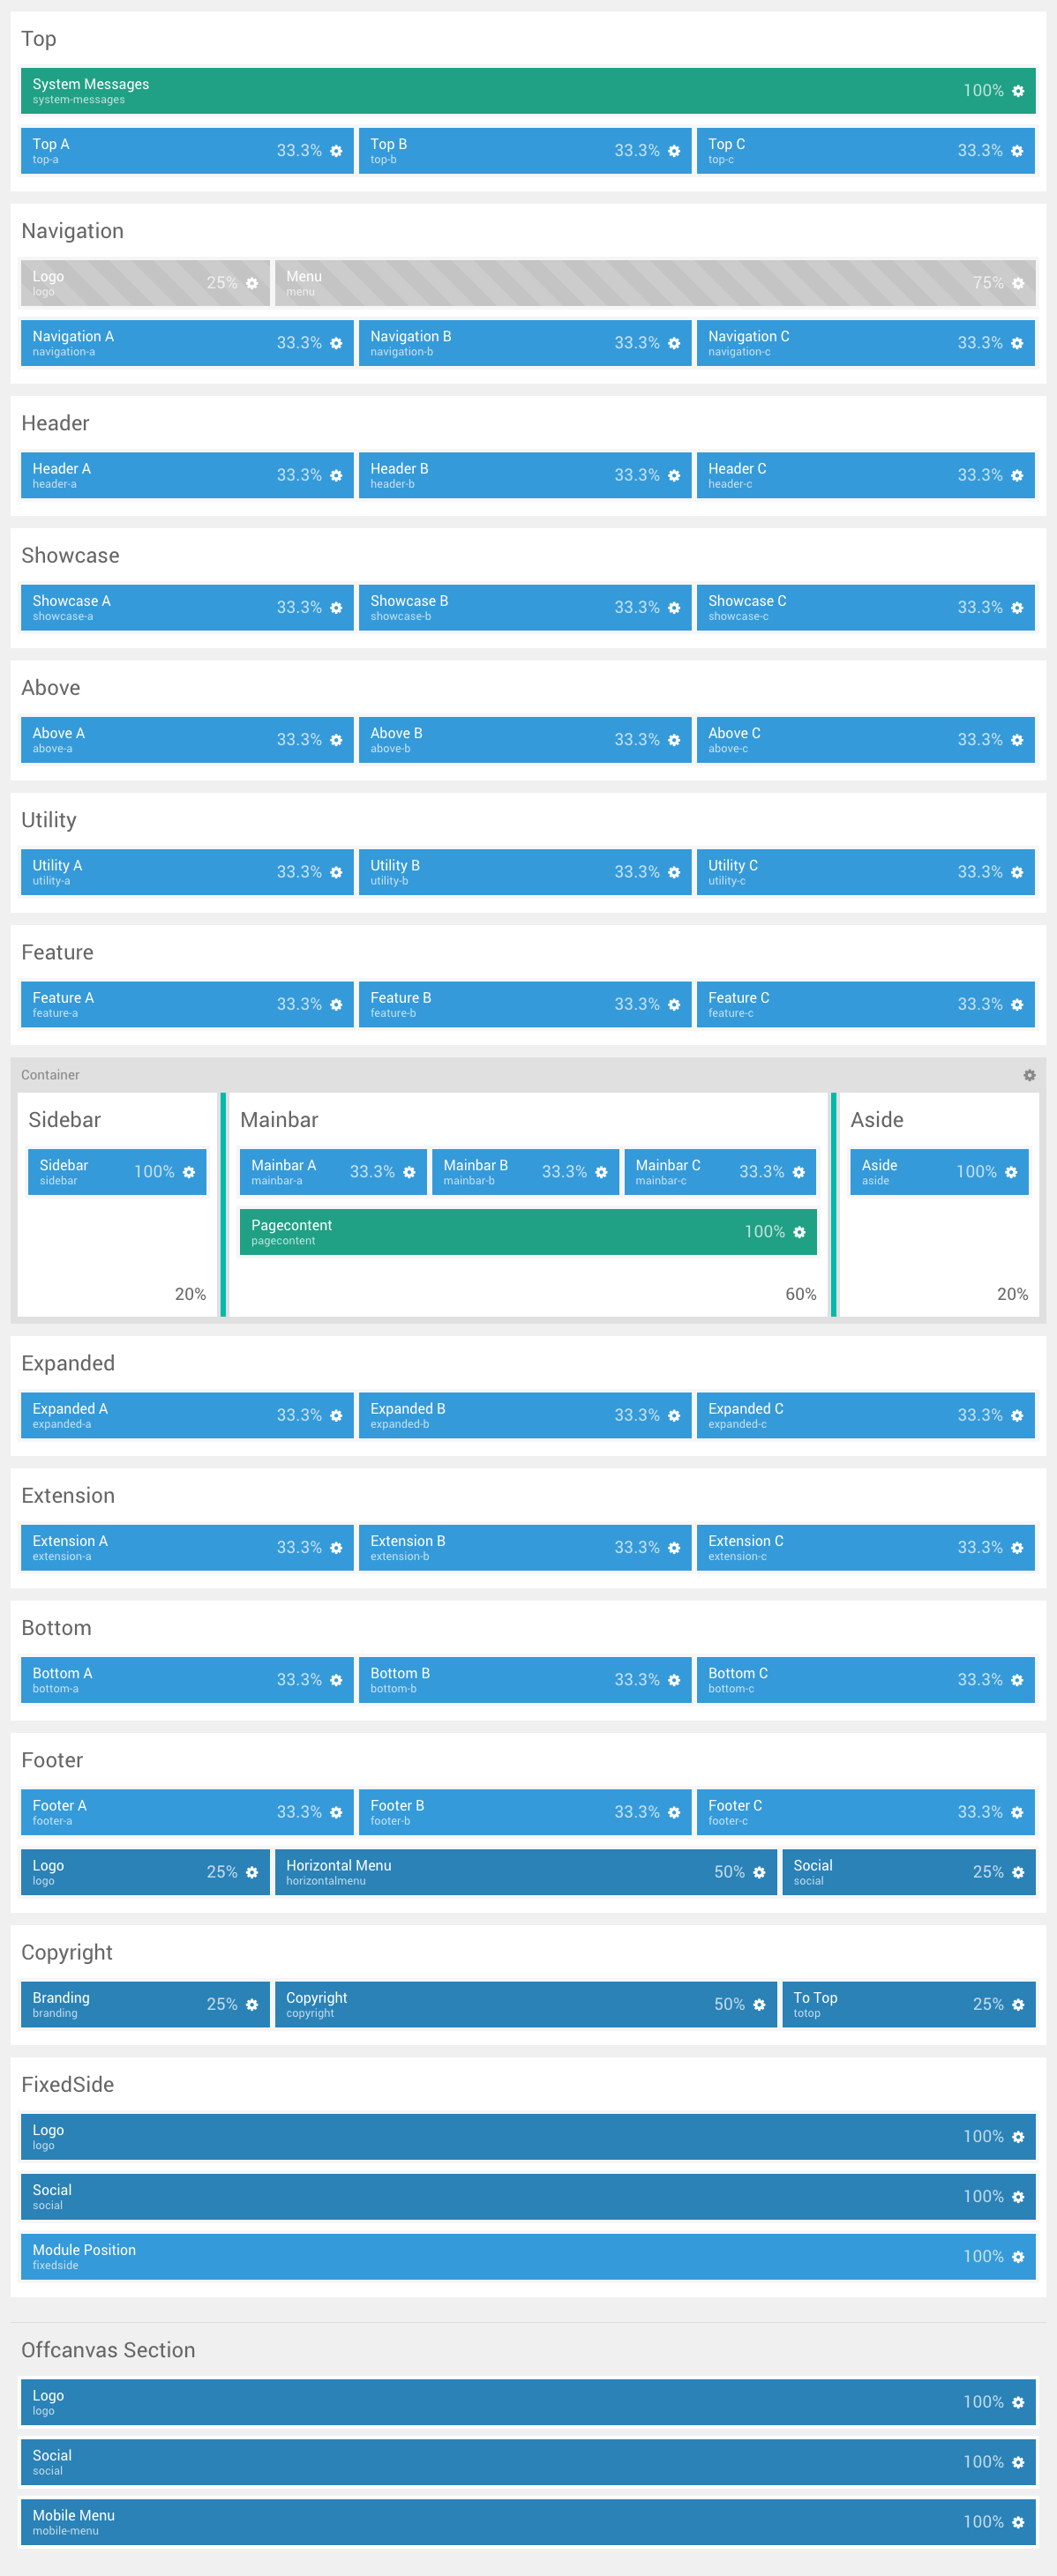 Top
System Messages 100%
system-messages
Top A 33.3% Top B 33.3% Top C 33.3%
top-a top-b top-c
Navigation
Logo 25% Menu 75%
logo menu
Navigation A 33.3% Navigation B 33.3% Navigation C 33.3%
navigation-a navigation-b navigation-c
Header
Header A 33.3% Header B 33.3% Header C 33.3%
header-a header-b header-c
Showcase
Showcase A 33.3% Showcase B 33.3% Showcase C 33.3%
showcase-a showcase-b showcase-c
Above
Above A 33.3% Above B 33.3% Above C 33.3%
above-a above-b above-c
Utility
Utility A 33.3% Utility B 33.3% Utility C 33.3%
utility-a utility-b utility-c
Feature
Feature A 33.3% Feature B 33.3% Feature C 33.3%
feature-a feature-b feature-c
Container
Sidebar Mainbar Aside
Sidebar 100% Mainbar A 33.3% Mainbar B 33.3% Mainbar C 33.3% Aside 100%
sidebar mainbar-a mainbar-b mainbar-c aside
Pagecontent 100%
pagecontent
20% 60% 20%
Expanded
Expanded A 33.3% Expanded B 33.3% Expanded C 33.3%
expanded-a expanded-b expanded-c
Extension
Extension A 33.3% Extension B 33.3% Extension C 33.3%
extension-a extension-b extension-c
Bottom
Bottom A 33.3% Bottom B 33.3% Bottom C 33.3%
bottom-a bottom-b bottom-c
Footer
Footer A 33.3% Footer B 33.3% Footer C 33.3%
footer-a footer-b footer-c
Logo 25% Horizontal Menu 50% Social 25%
logo horizontalmenu social
Copyright
Branding 25% Copyright 50% To Top 25%
branding copyright totop
FixedSide
Logo 100%
logo
Social 100%
social
Module Position 100%
fixedside
Offcanvas Section
Logo 100%
logo
Social 100%
social
Mobile Menu 100%
mobile-menu